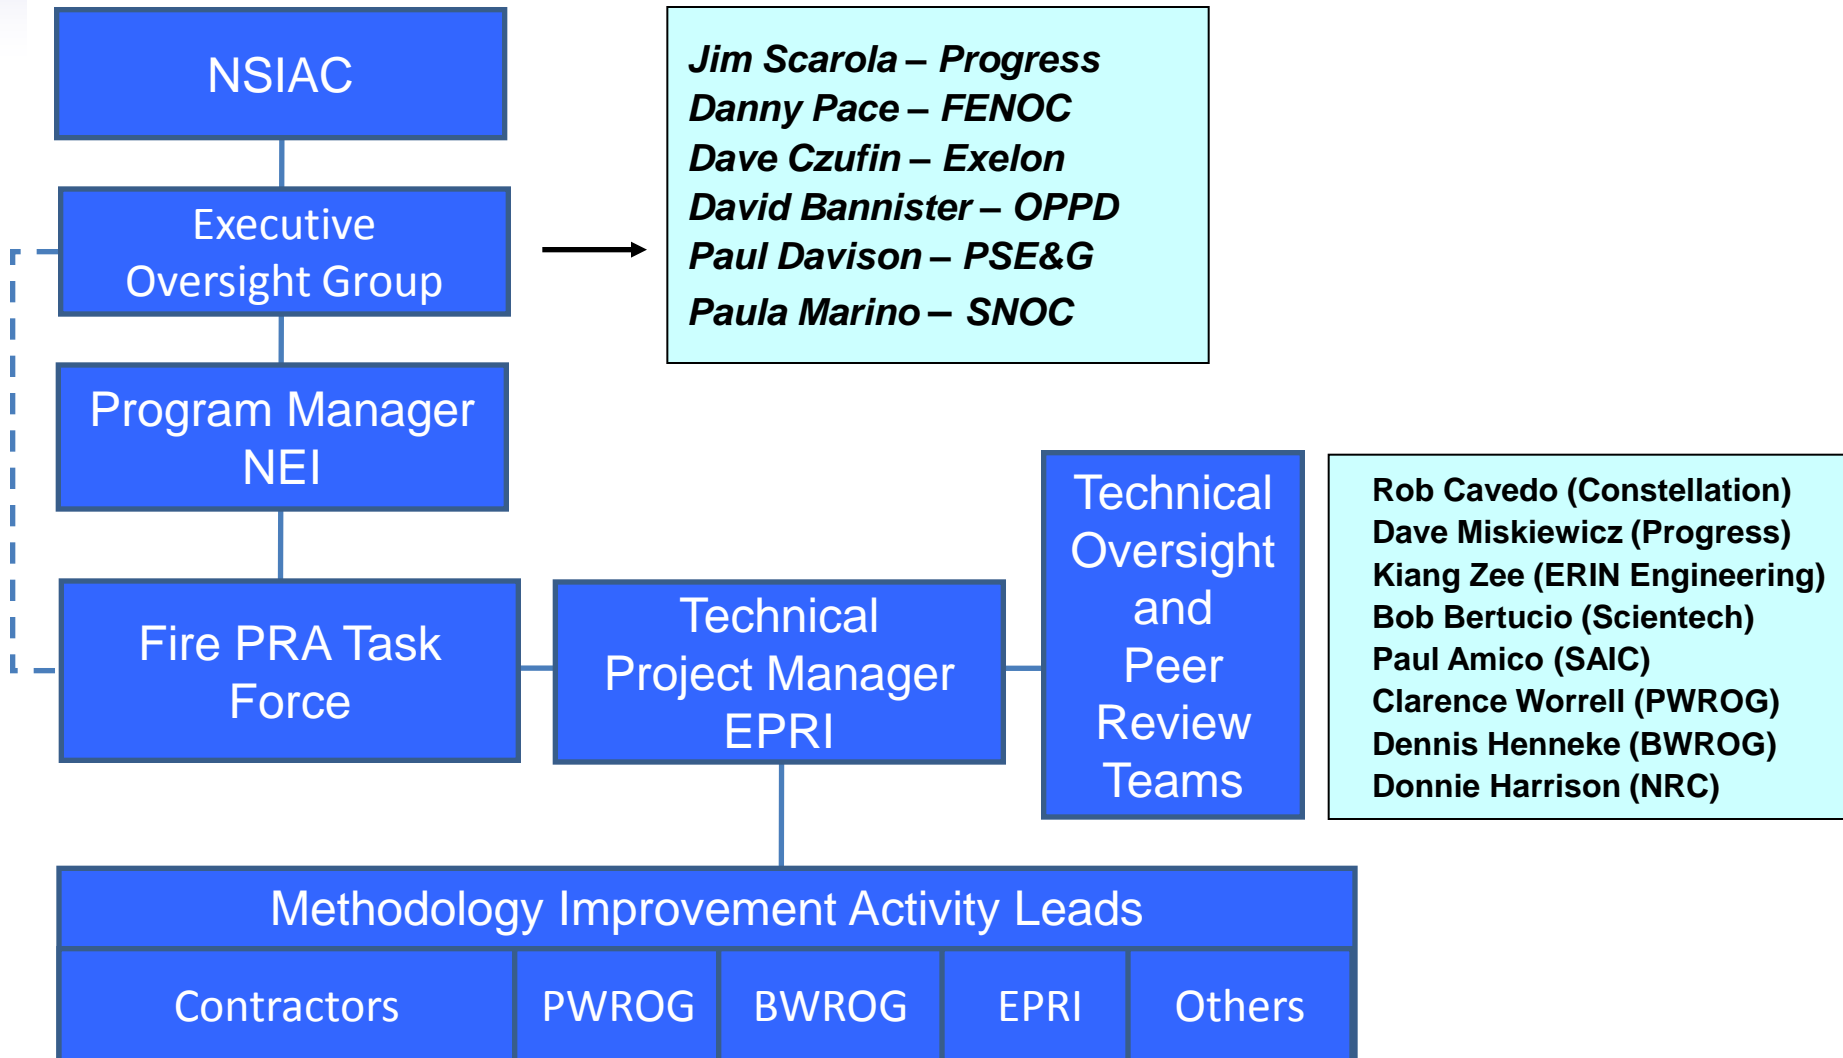 NSIAC
Jim Scarola – Progress
Danny Pace – FENOC
Dave Czufin – Exelon
David Bannister – OPPD
Paul Davison – PSE&G
Paula Marino – SNOC
Executive
Oversight Group
Program Manager
NEI
Fire PRA Task
Force
Technical
Project Manager
EPRI
Technical
Oversight
and
Peer
Review
Teams
Rob Cavedo (Constellation)
Dave Miskiewicz (Progress)
Kiang Zee (ERIN Engineering)
Bob Bertucio (Scientech)
Paul Amico (SAIC)
Clarence Worrell (PWROG)
Dennis Henneke (BWROG)
Donnie Harrison (NRC)
Methodology Improvement Activity Leads
Contractors
PWROG
BWROG
EPRI
Others